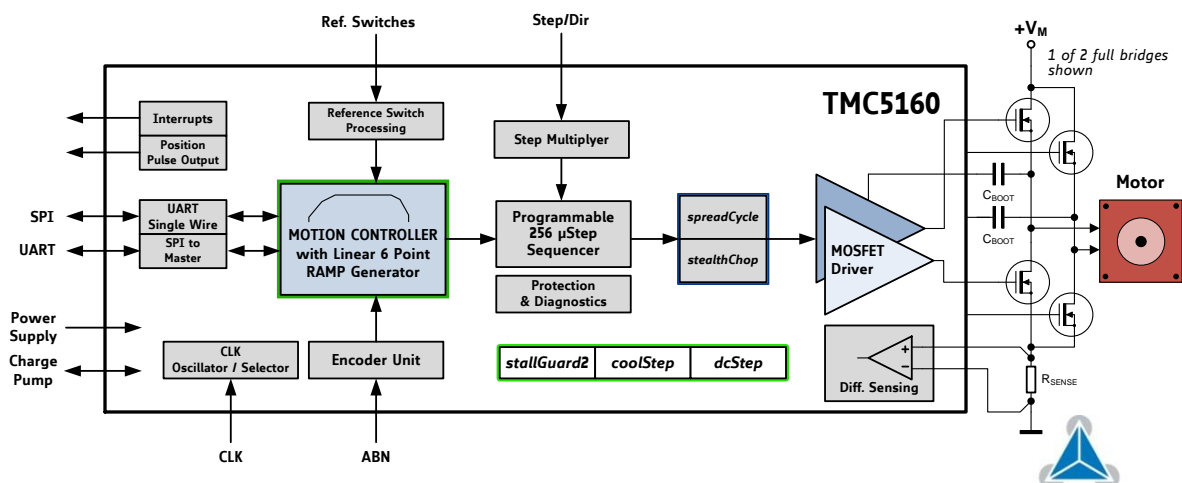 Ref. Switches
Step/Dir
+VM
1 of 2 full bridges
shown
TMC5160
Interrupts
Position
Pulse Output
Reference Switch
Processing
Step Multiplyer
SPI
UART
UART
Single Wire
SPI to
Master
MOTION CONTROLLER
with Linear 6 Point
RAMP Generator
Programmable
256 µStep
Sequencer
spreadCycle
stealthChop
MOSFET
Driver
CBOOT
CBOOT
Motor
Protection
& Diagnostics
Power
Supply
Charge
Pump
CLK
Oscillator / Selector
Encoder Unit
stallGuard2
coolStep
dcStep
+
−
Diff. Sensing
RSENSE
CLK
ABN